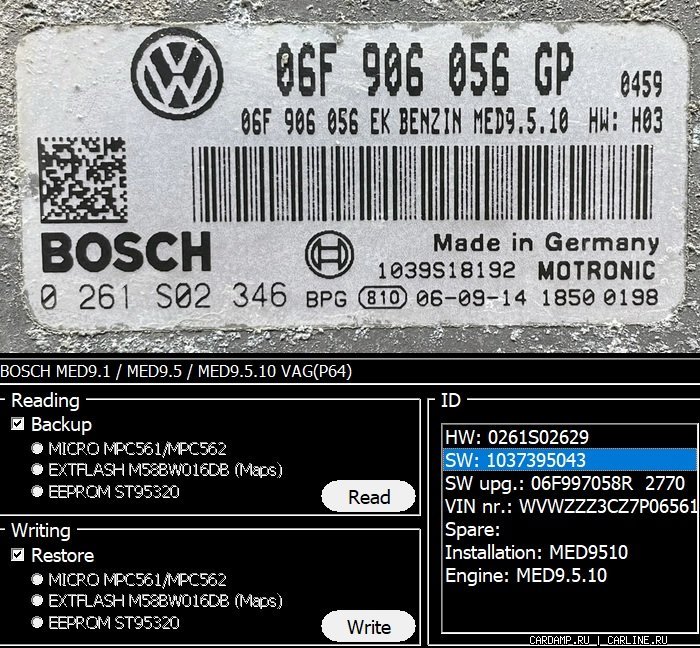 06F 906 056 GP 0459
06F 906 056 EK BENZIN MED9.5.10 HW: H03
BOSCH
Made in Germany
1039S18192 MOTRONIC
0 261 S02 346 BPG 810 06-09-14 1850 0198
BOSCH MED9.1 / MED9.5 / MED9.5.10 VAG(P64)
Reading
Backup
MICRO MPC561/MPC562
EXTFLASH M58BW016DB (Maps)
EEPROM ST95320
Read
Writing
Restore
MICRO MPC561/MPC562
EXTFLASH M58BW016DB (Maps)
EEPROM ST95320
Write
ID
HW: 0261S02629
SW: 1037395043
SW upg.: 06F997058R 2770
VIN nr.: WVWZZZ3CZ7P06561
Spare:
Installation: MED9510
Engine: MED9.5.10
CARDAMP.RU | CARLINE.RU